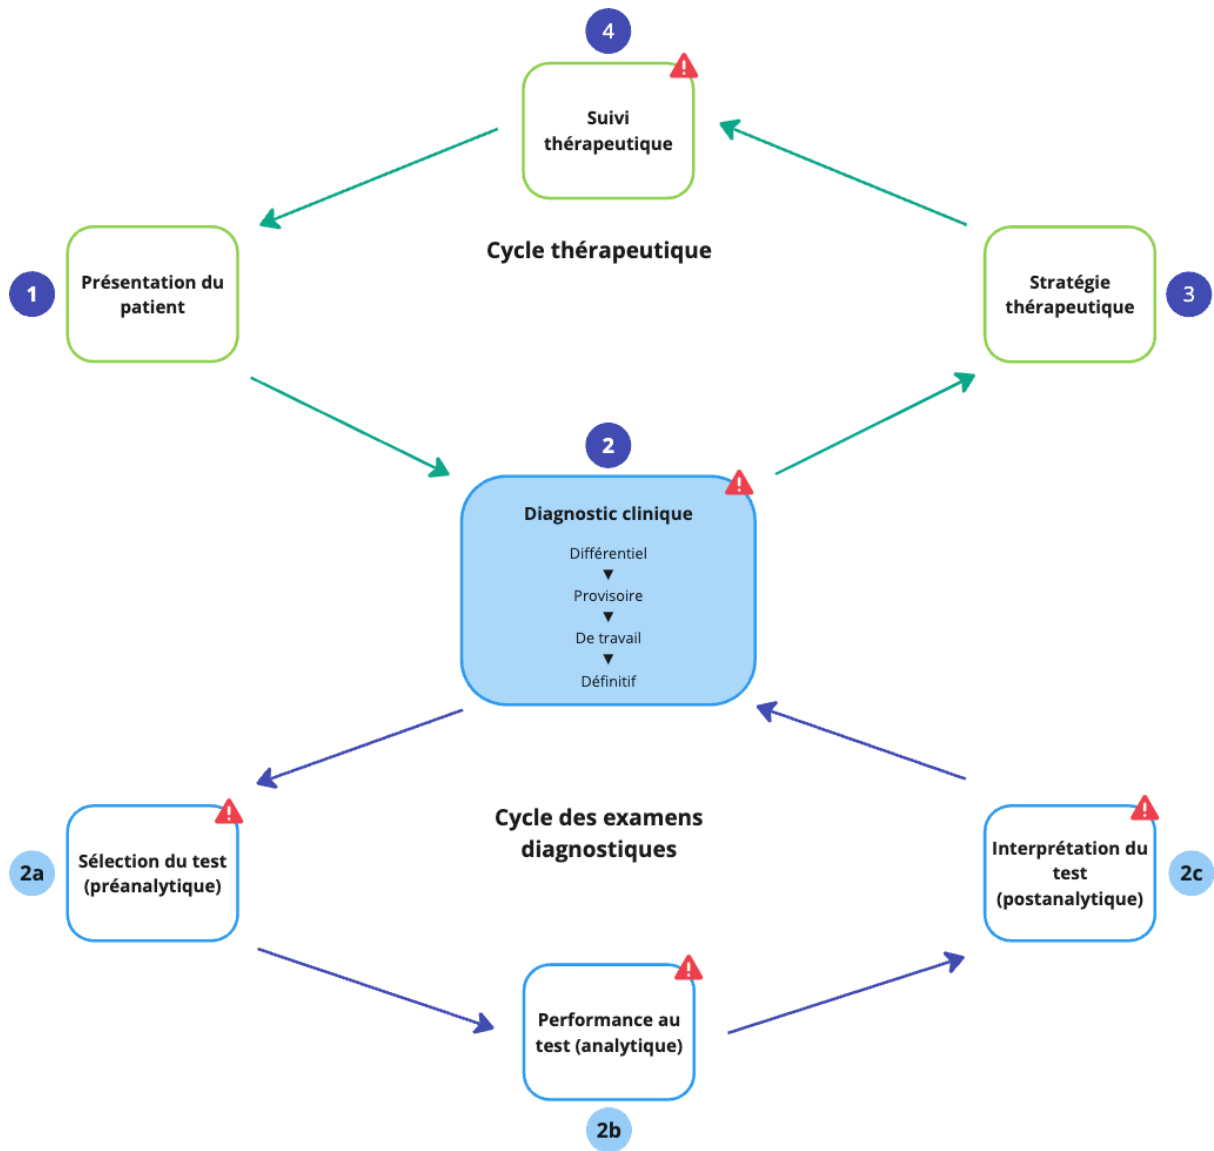 4
Suivi
thérapeutique
Cycle thérapeutique
1
Présentation du
patient
Stratégie
thérapeutique
3
2
Diagnostic clinique
Différentiel
▼
Provisoire
▼
De travail
▼
Définitif
Cycle des examens
diagnostiques
2a
Sélection du test
(préanalytique)
Interprétation du
test
(postanalytique)
2c
Performance au
test (analytique)
2b